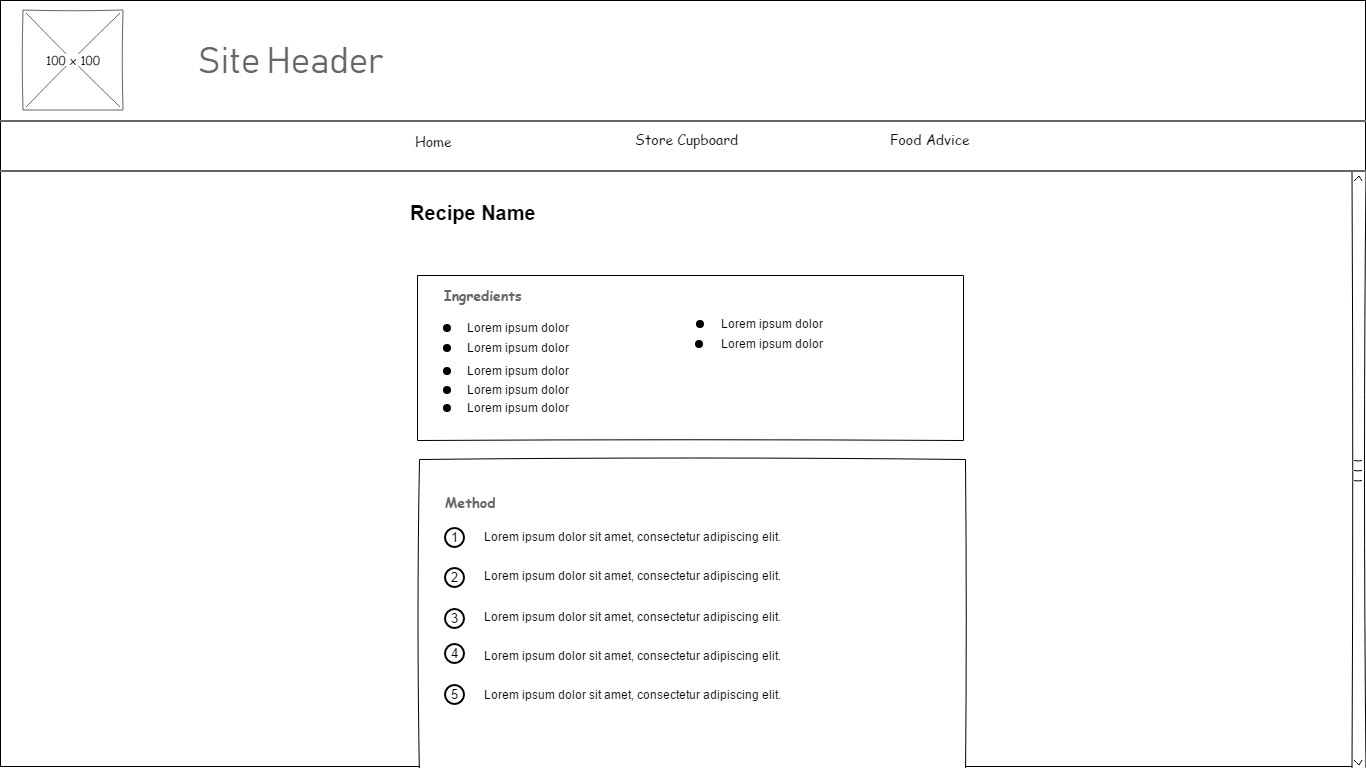 100 x 100
Site Header
Home
Store Cupboard
Food Advice
Recipe Name
Ingredients
Lorem ipsum dolor
Lorem ipsum dolor
Lorem ipsum dolor
Lorem ipsum dolor
Lorem ipsum dolor
Lorem ipsum dolor
Lorem ipsum dolor
Method
1 Lorem ipsum dolor sit amet, consectetur adipiscing elit.
2 Lorem ipsum dolor sit amet, consectetur adipiscing elit.
3 Lorem ipsum dolor sit amet, consectetur adipiscing elit.
4 Lorem ipsum dolor sit amet, consectetur adipiscing elit.
5 Lorem ipsum dolor sit amet, consectetur adipiscing elit.